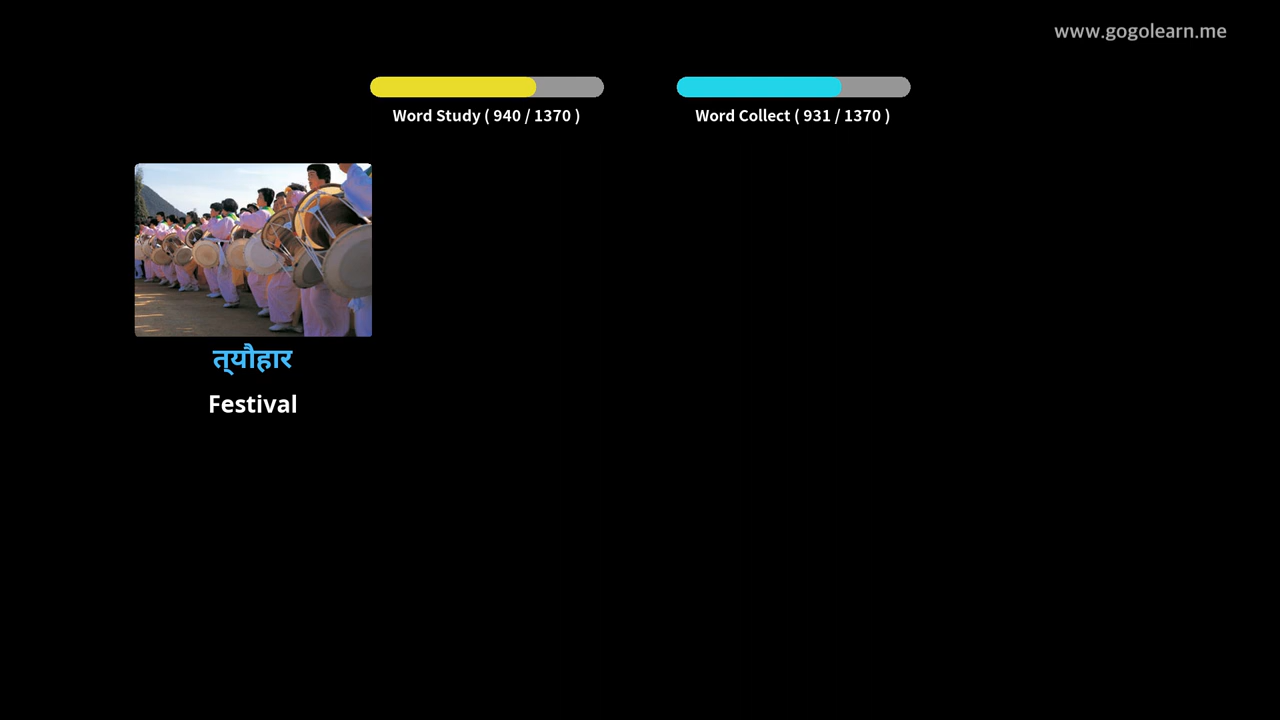 www.gogolearn.me
Word Study ( 940 / 1370 )
Word Collect ( 931 / 1370 )
त्यौहार
Festival